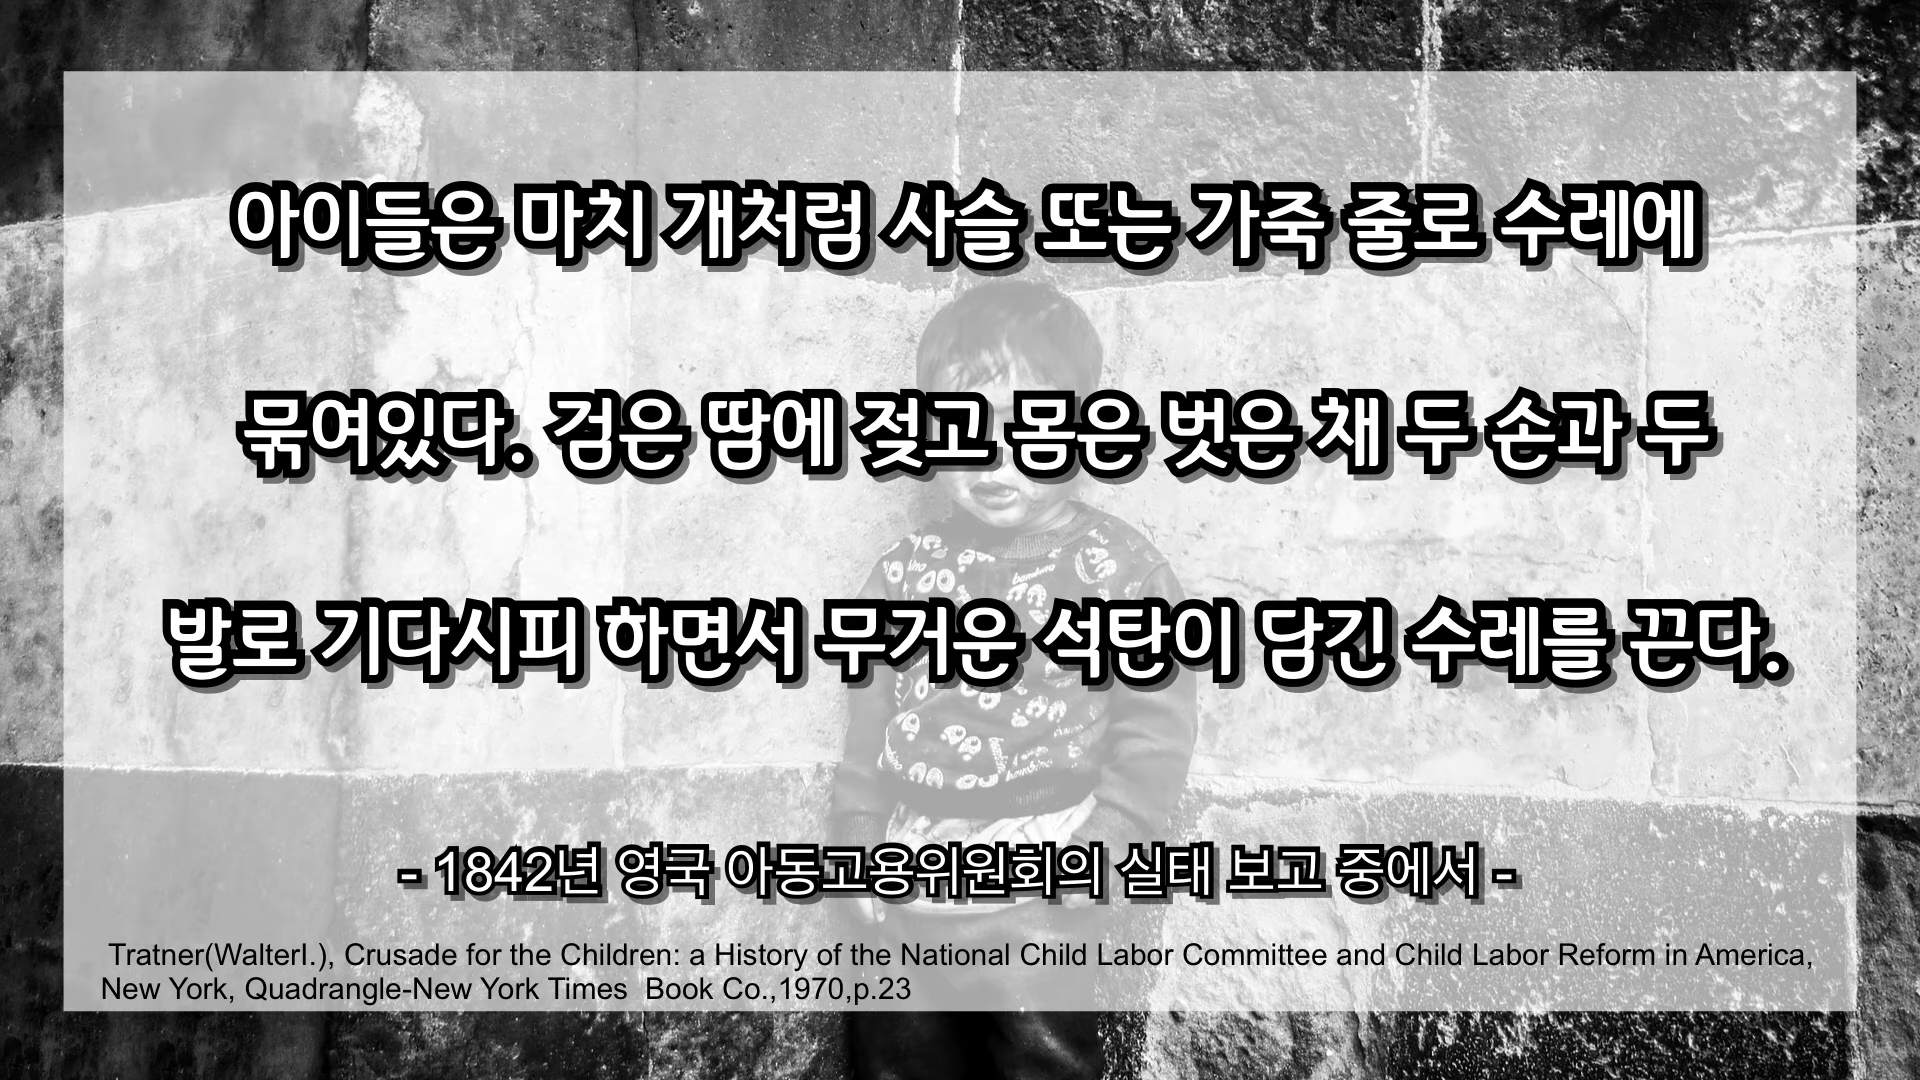 아이들은 마치 개처럼 사슬 또는 가죽 줄로 수레에
묶여있다. 검은 땀에 젖고 몸은 벗은 채 두 손과 두
발로 기다시피 하면서 무거운 석탄이 담긴 수레를 끈다.
- 1842년 영국 아동고용위원회의 실태 보고 중에서 -
Tratner(WalterI.), Crusade for the Children: a History of the National Child Labor Committee and Child Labor Reform in America,
New York, Quadrangle-New York Times Book Co.,1970,p.23